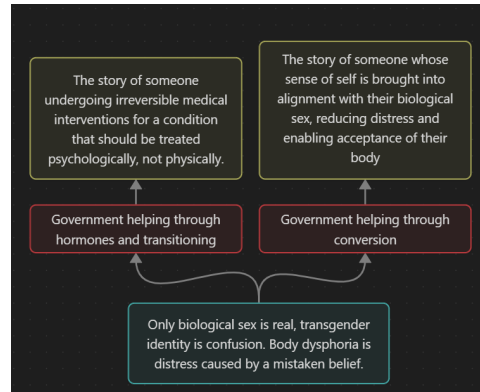 The story of someone
undergoing irreversible medical
interventions for a condition
that should be treated
psychologically, not physically.
The story of someone whose
sense of self is brought into
alignment with their biological
sex, reducing distress and
enabling acceptance of their
body
Government helping through
hormones and transitioning
Government helping through
conversion
Only biological sex is real, transgender
identity is confusion. Body dysphoria is
distress caused by a mistaken belief.